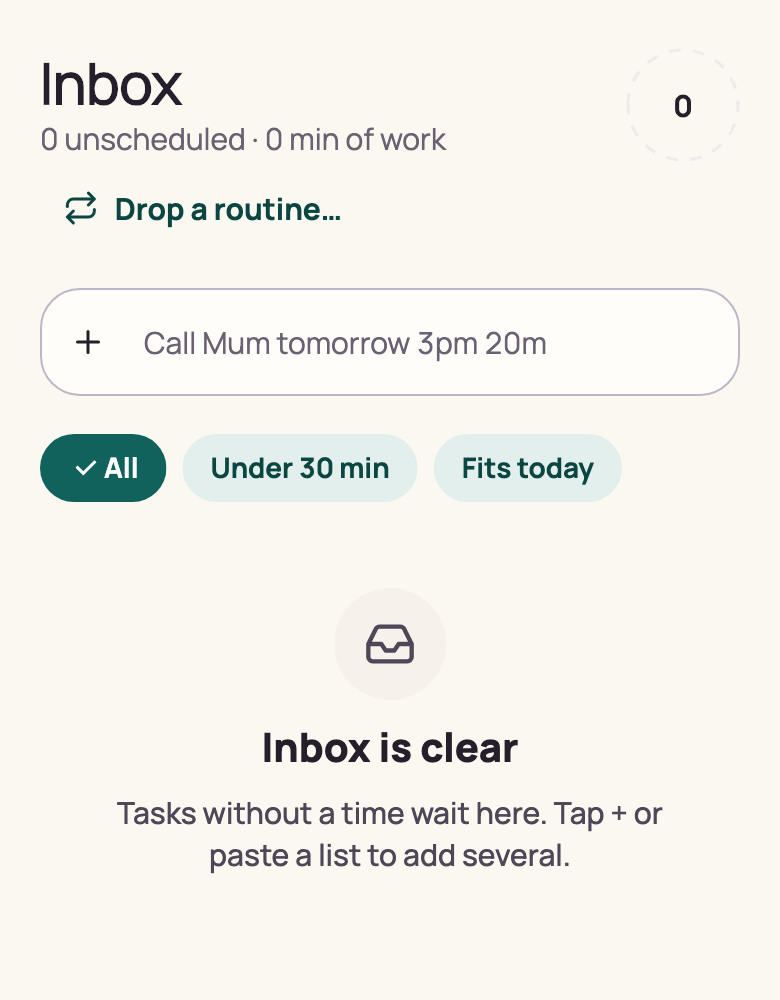 Inbox
0
0 unscheduled · 0 min of work
Drop a routine…
+ Call Mum tomorrow 3pm 20m
✓ All
Under 30 min
Fits today
Inbox is clear
Tasks without a time wait here. Tap + or
paste a list to add several.